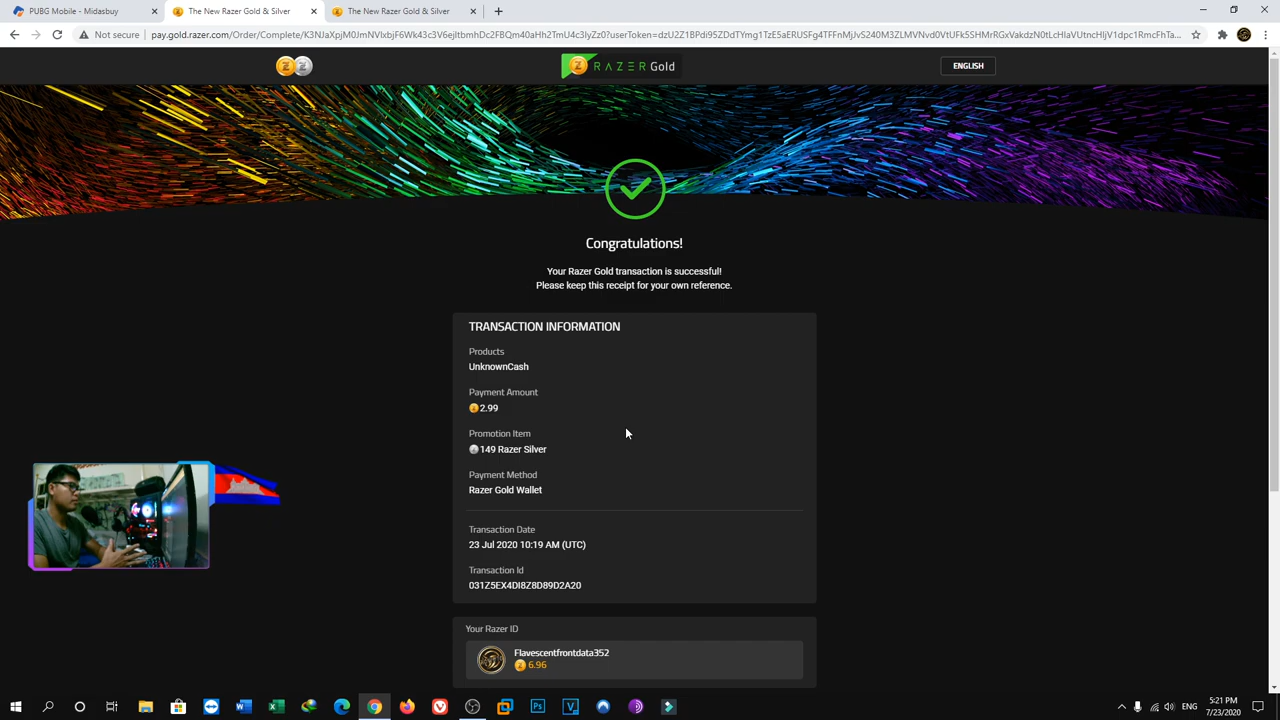 PUBG Mobile - Midasbuy
The New Razer Gold & Silver
The New Razer Gold & Silver
Not secure
RAZER Gold
ENGLISH
Congratulations!
Your Razer Gold transaction is successful!
Please keep this receipt for your own reference.
TRANSACTION INFORMATION
Products
UnknownCash
Payment Amount
2.99
Promotion Item
149 Razer Silver
Payment Method
Razer Gold Wallet
Transaction Date
23 Jul 2020 10:19 AM (UTC)
Transaction Id
031Z5EX4DI8Z8D89D2A20
Your Razer ID
Flavescentfrontdata352
6.96
ENG
5:21 PM
7/23/2020